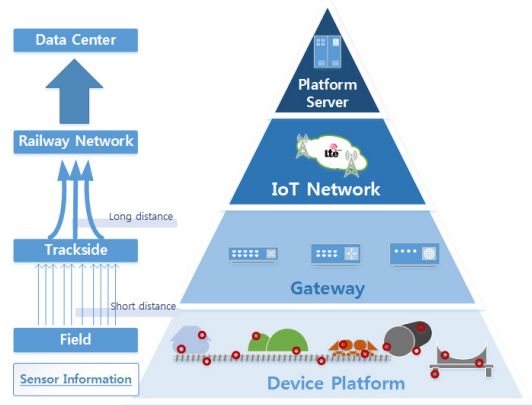 Data Center
Railway Network
Long distance
Trackside
Short distance
Field
Sensor Information
Platform
Server
Lte
IoT Network
Gateway
Device Platform